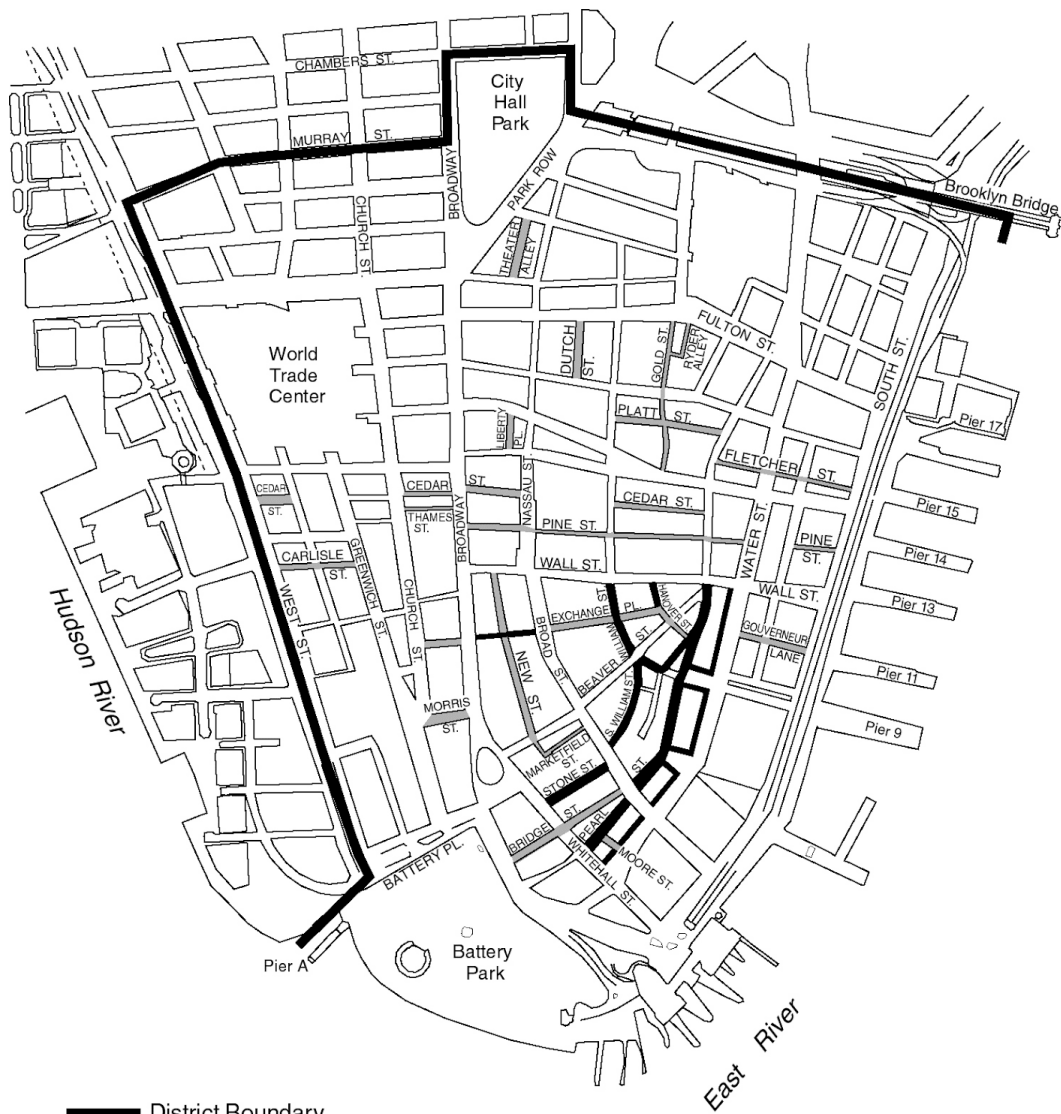 CHAMBERS ST.
City
Hall
Park
MURRAY ST.
BROADWAY
PARK ROW
Brooklyn Bridge
CHURCH ST.
THEATER
ALLEY
FULTON ST.
DUTCH
ST.
GOLD ST.
RYDER
ALLEY
SOUTH ST.
World
Trade
Center
PLATT ST.
LIBERTY
PL.
Pier 17
FLETCHER ST.
NASSAU ST.
CEDAR
ST.
CEDAR ST.
CEDAR ST.
THAMES
ST.
BROADWAY
PINE ST.
WATER ST.
PINE
ST.
Pier 15
Pier 14
CARLISLE
ST.
GREENWICH ST.
WALL ST.
WALL ST.
Pier 13
Hudson River
WEST ST.
CHURCH ST.
EXCHANGE PL.
WILLIAM ST.
HANOVER ST.
GOUVERNEUR
LANE
BROAD ST.
NEW ST.
BEAVER ST.
S. WILLIAM ST.
Pier 11
MORRIS
ST.
Pier 9
MARKETFIELD
ST.
STONE ST.
BRIDGE ST.
PEARL ST.
MOORE ST.
WHITEHALL ST.
BATTERY PL.
Pier A
Battery
Park
East River
District Boundary